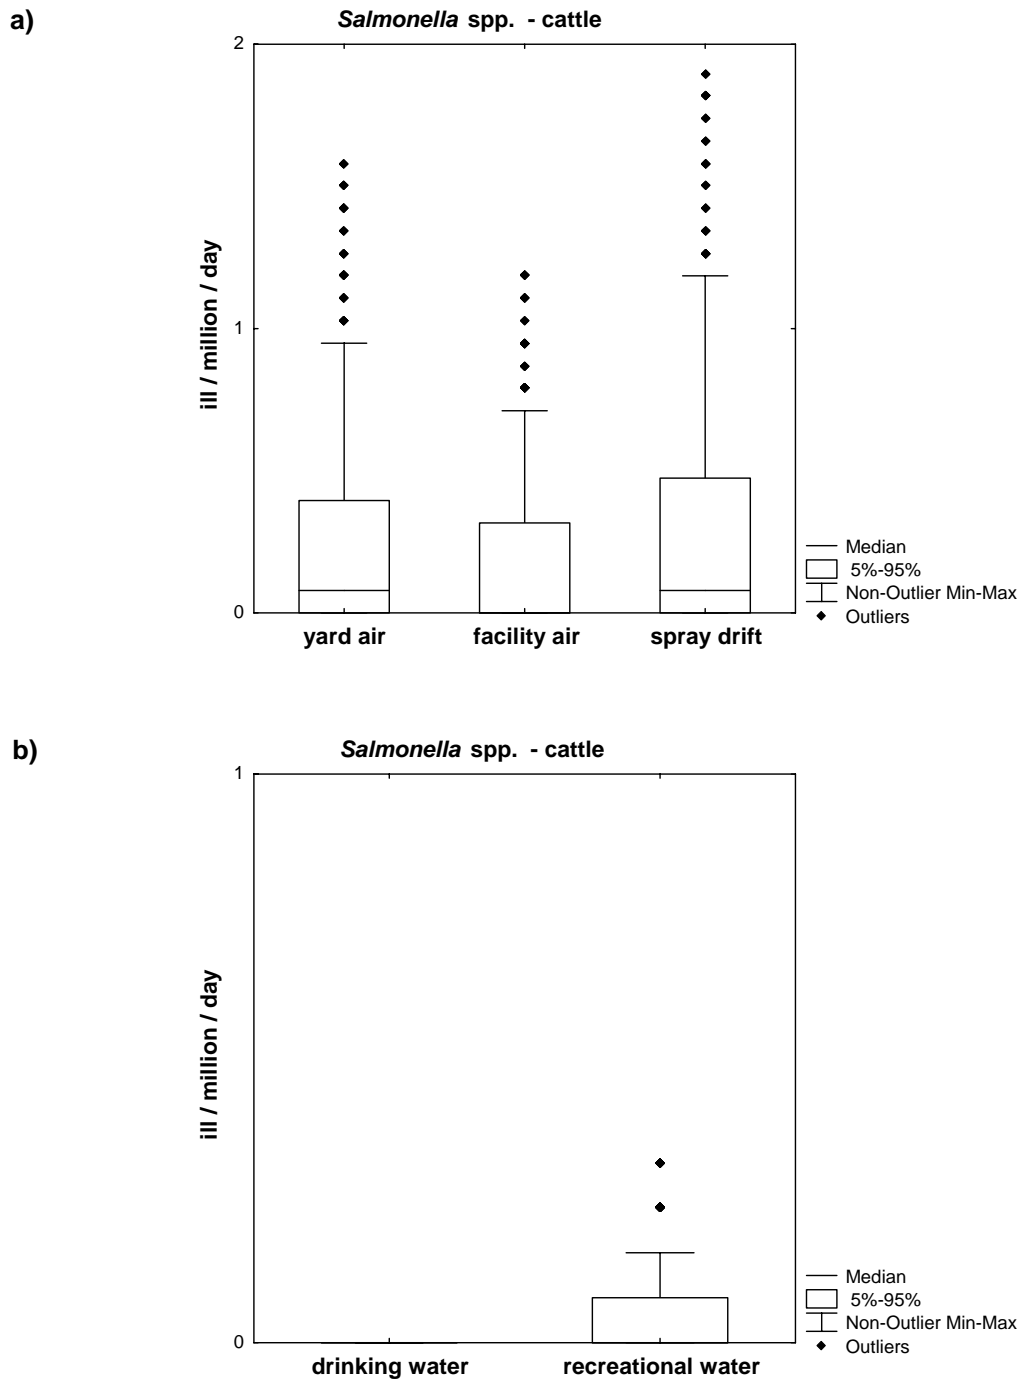 a)
Salmonella spp. - cattle
2
1
0
ill / million / day
yard air facility air spray drift
Median
5%-95%
Non-Outlier Min-Max
Outliers
b)
Salmonella spp. - cattle
1
0
ill / million / day
drinking water recreational water
Median
5%-95%
Non-Outlier Min-Max
Outliers